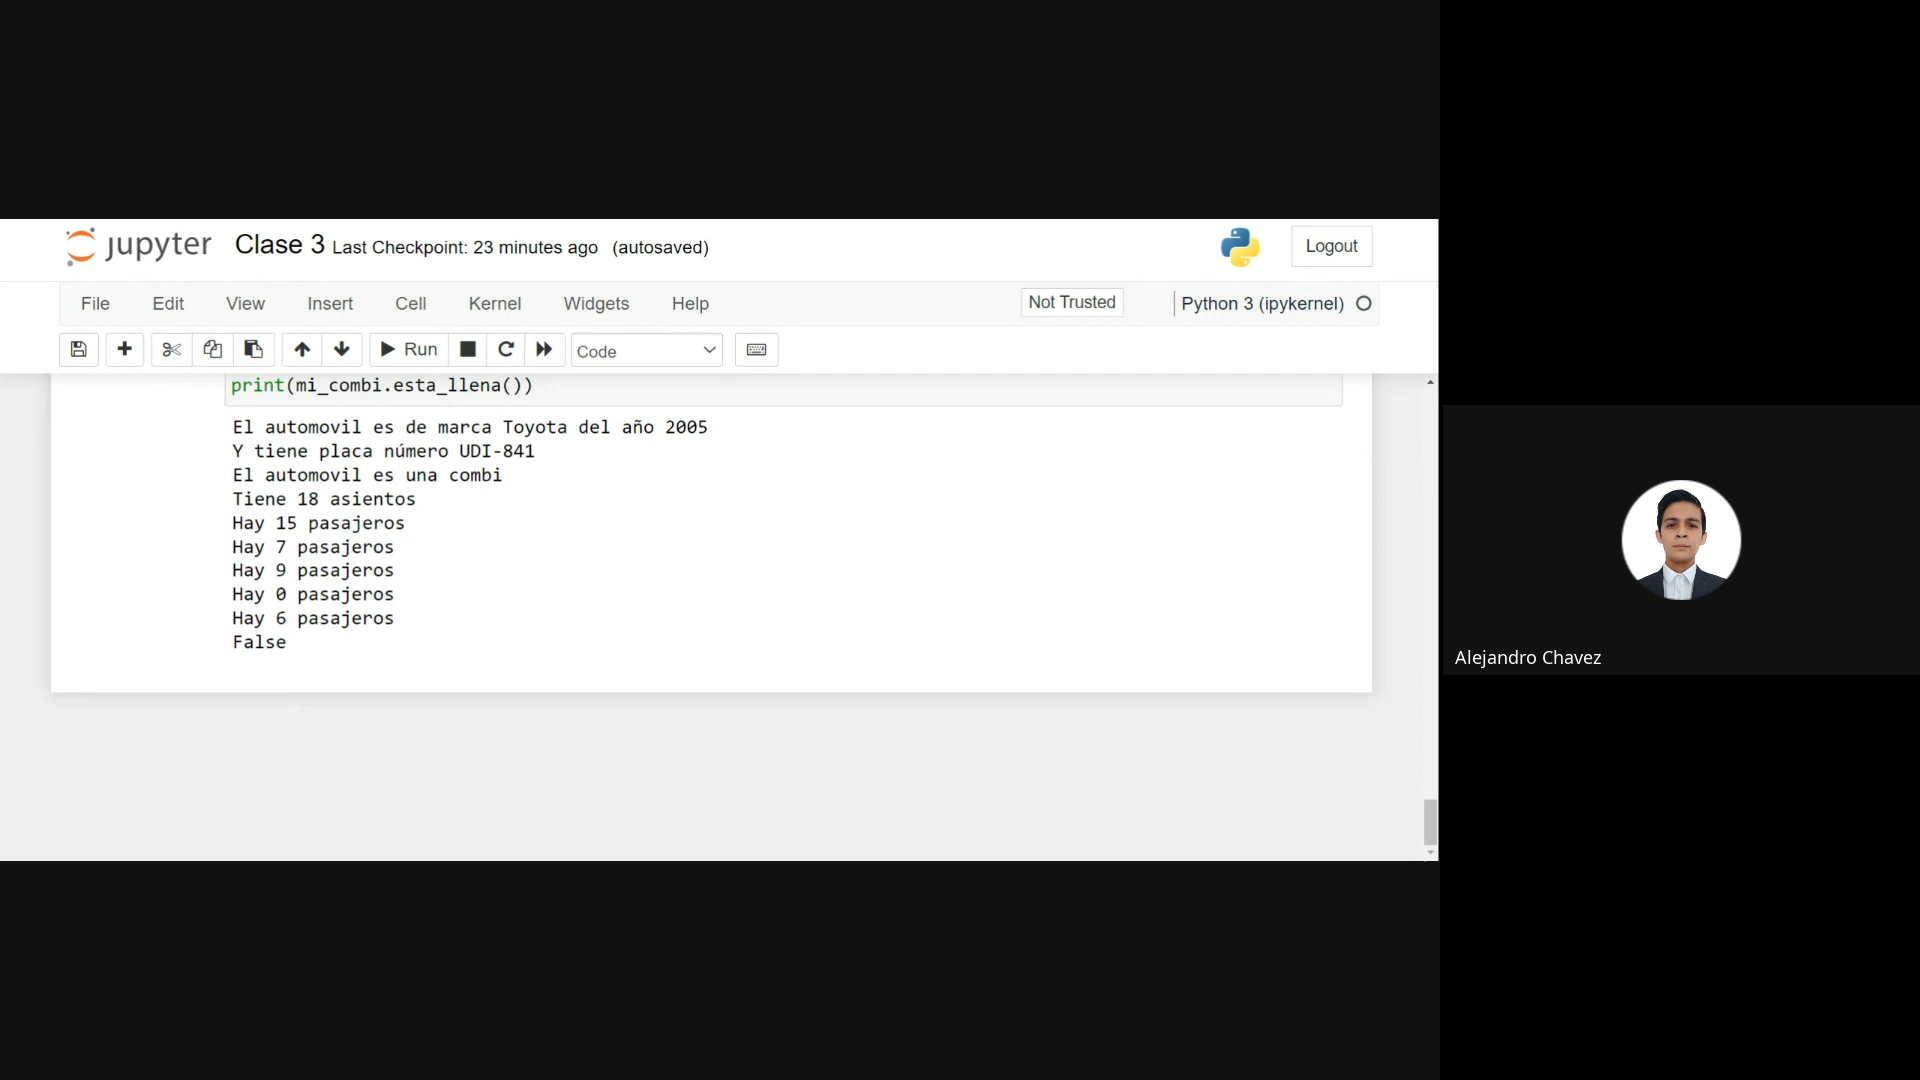 jupyter Clase 3 Last Checkpoint: 23 minutes ago (autosaved)
Logout
File Edit View Insert Cell Kernel Widgets Help
Not Trusted
Python 3 (ipykernel)
Run
Code
print(mi_combi.esta_llena())
El automovil es de marca Toyota del año 2005
Y tiene placa número UDI-841
El automovil es una combi
Tiene 18 asientos
Hay 15 pasajeros
Hay 7 pasajeros
Hay 9 pasajeros
Hay 0 pasajeros
Hay 6 pasajeros
False
Alejandro Chavez